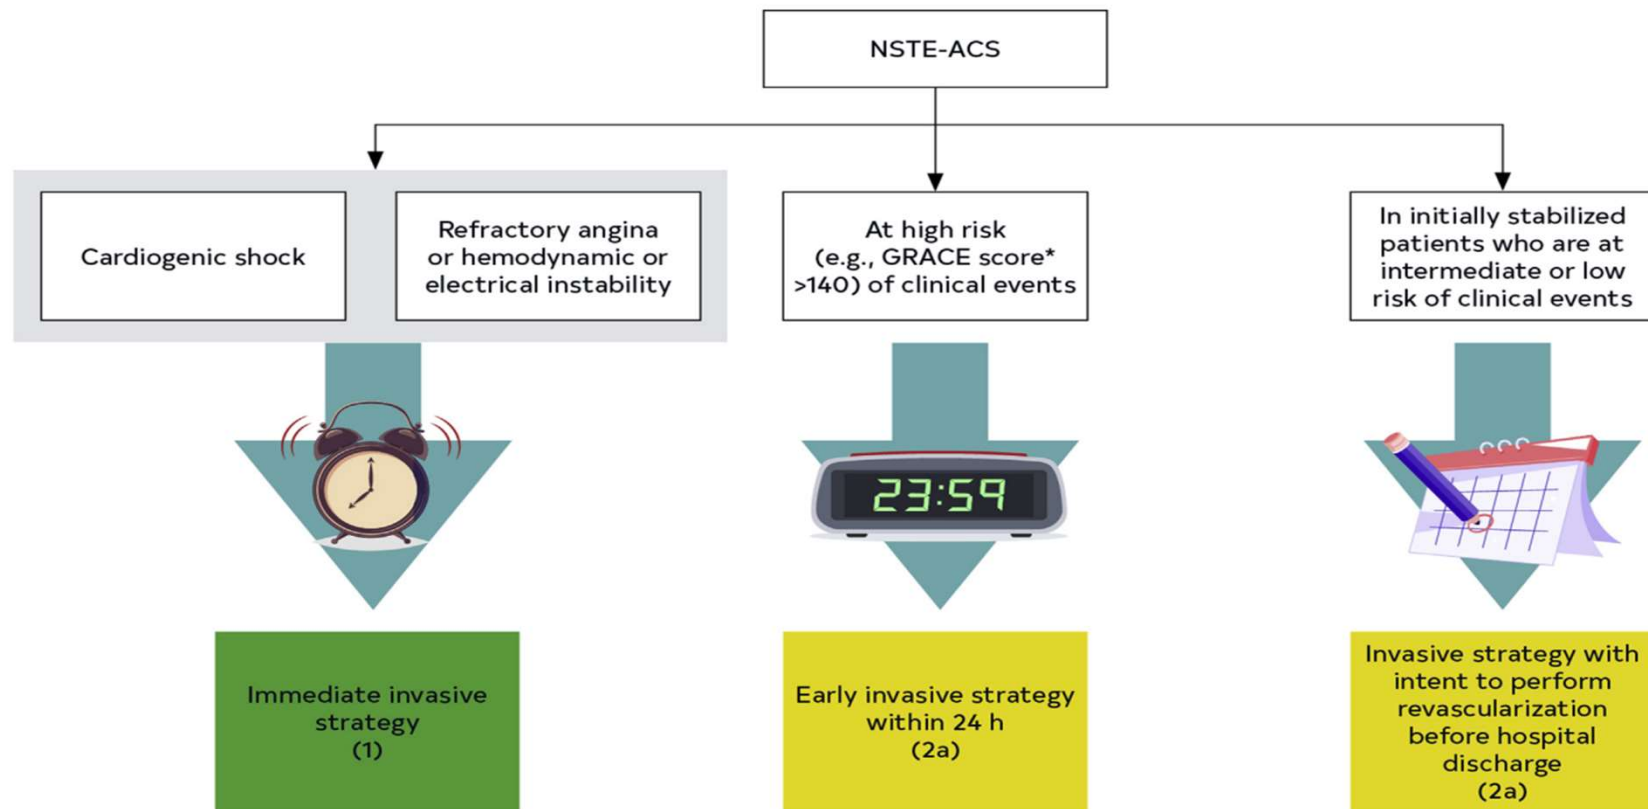 NSTE-ACS
Cardiogenic shock
Refractory angina
or hemodynamic or
electrical instability
At high risk
(e.g., GRACE score*
>140) of clinical events
In initially stabilized
patients who are at
intermediate or low
risk of clinical events
23:59
Immediate invasive
strategy
(1)
Early invasive strategy
within 24 h
(2a)
Invasive strategy with
intent to perform
revascularization
before hospital
discharge
(2a)